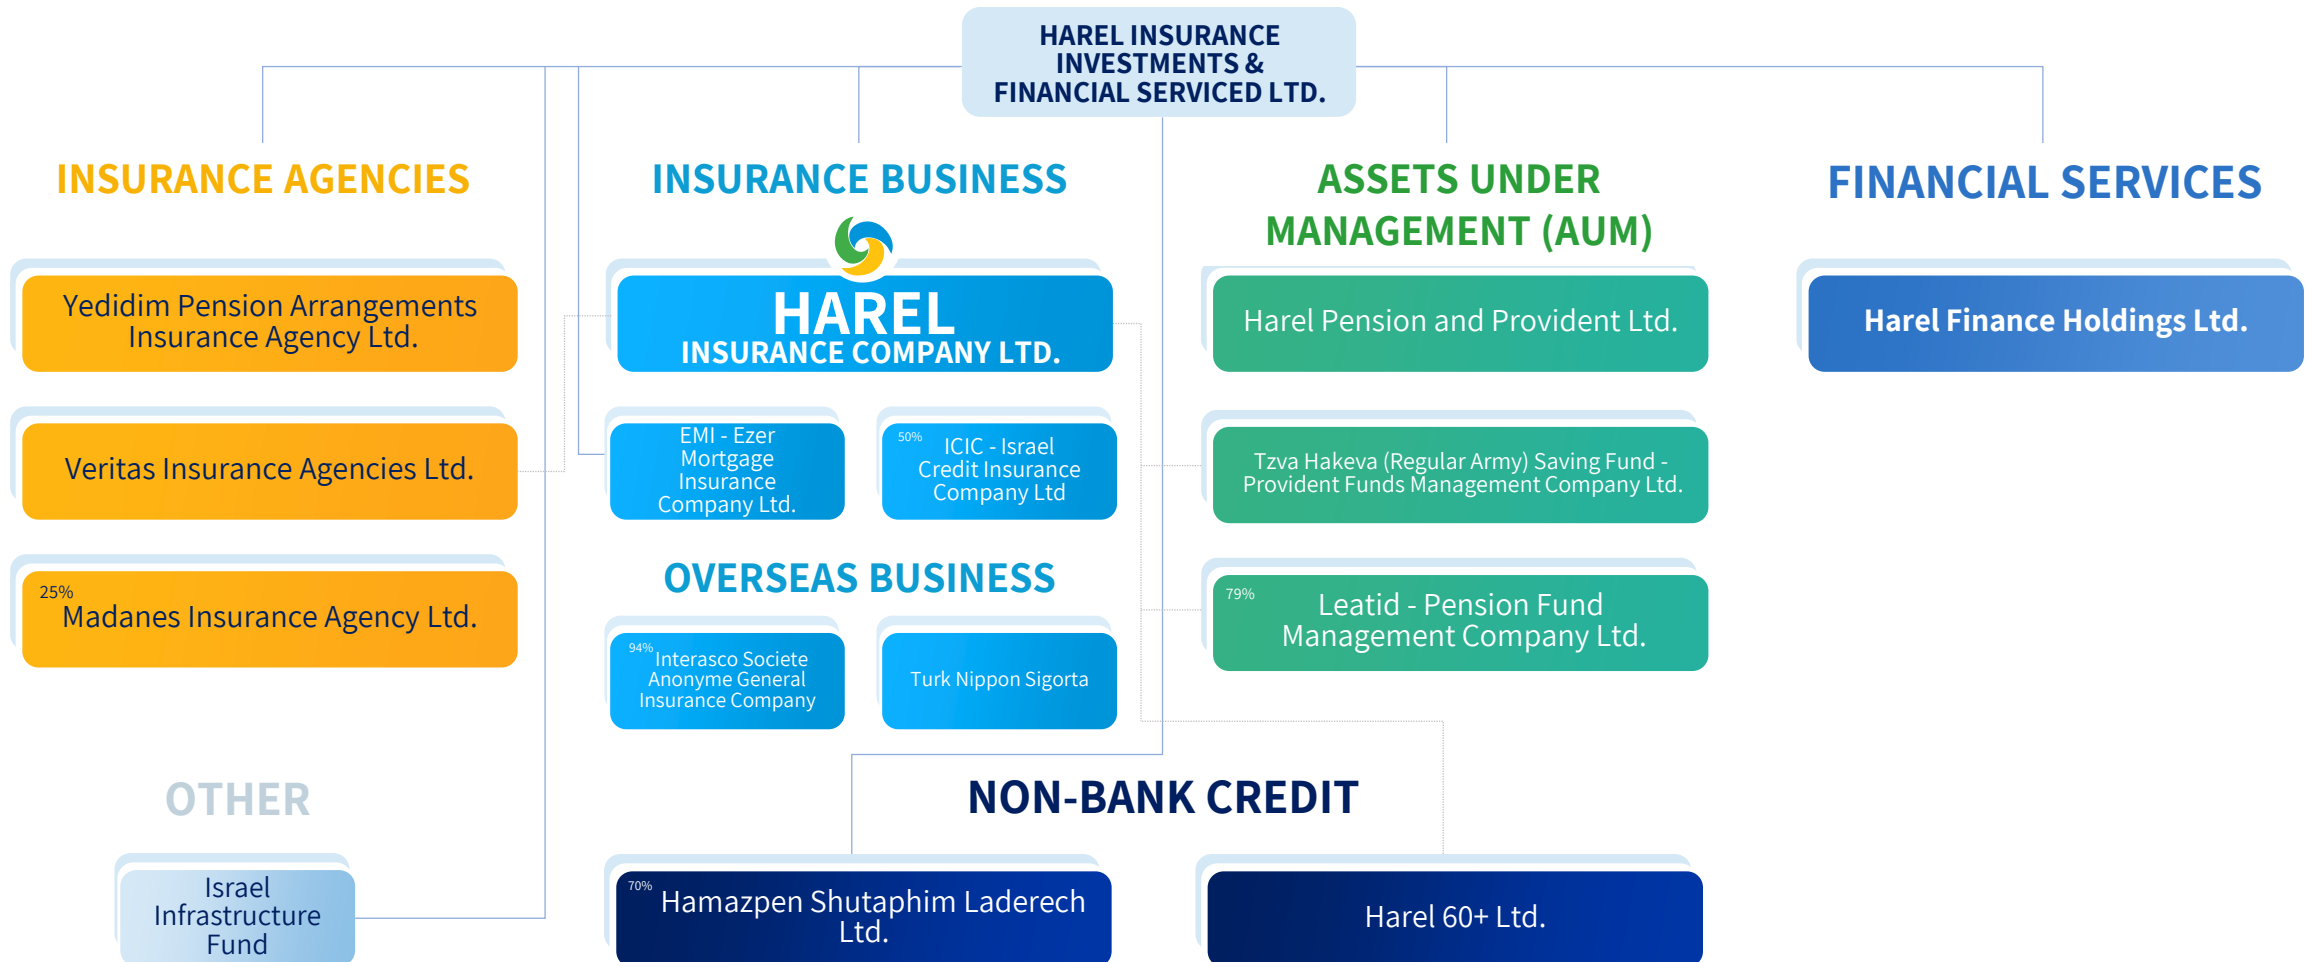 HAREL INSURANCE
INVESTMENTS &
FINANCIAL SERVICED LTD.
INSURANCE AGENCIES
Yedidim Pension Arrangements
Insurance Agency Ltd.
Veritas Insurance Agencies Ltd.
25%
Madanes Insurance Agency Ltd.
INSURANCE BUSINESS
HAREL
INSURANCE COMPANY LTD.
EMI - Ezer
Mortgage
Insurance
Company Ltd.
50%
ICIC - Israel
Credit Insurance
Company Ltd
OVERSEAS BUSINESS
94%
Interasco Societe
Anonyme General
Insurance Company
Turk Nippon Sigorta
ASSETS UNDER
MANAGEMENT (AUM)
Harel Pension and Provident Ltd.
Tzva Hakeva (Regular Army) Saving Fund -
Provident Funds Management Company Ltd.
79%
Leatid - Pension Fund
Management Company Ltd.
FINANCIAL SERVICES
Harel Finance Holdings Ltd.
OTHER
Israel
Infrastructure
Fund
NON-BANK CREDIT
70%
Hamazpen Shutaphim Laderech
Ltd.
Harel 60+ Ltd.